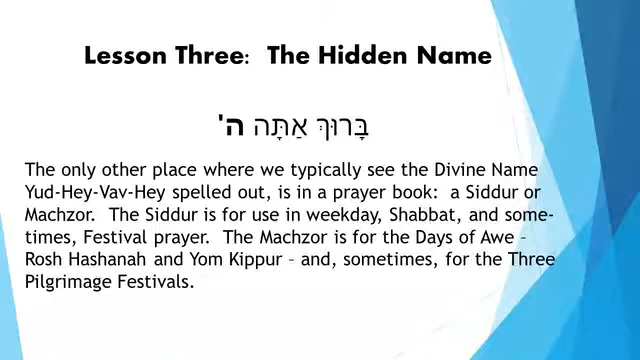 Lesson Three:  The Hidden Name
בָּרוּךְ אַתָּה ה'
The only other place where we typically see the Divine Name
Yud-Hey-Vav-Hey spelled out, is in a prayer book:  a Siddur or
Machzor.  The Siddur is for use in weekday, Shabbat, and some-
times, Festival prayer.  The Machzor is for the Days of Awe –
Rosh Hashanah and Yom Kippur – and, sometimes, for the Three
Pilgrimage Festivals.